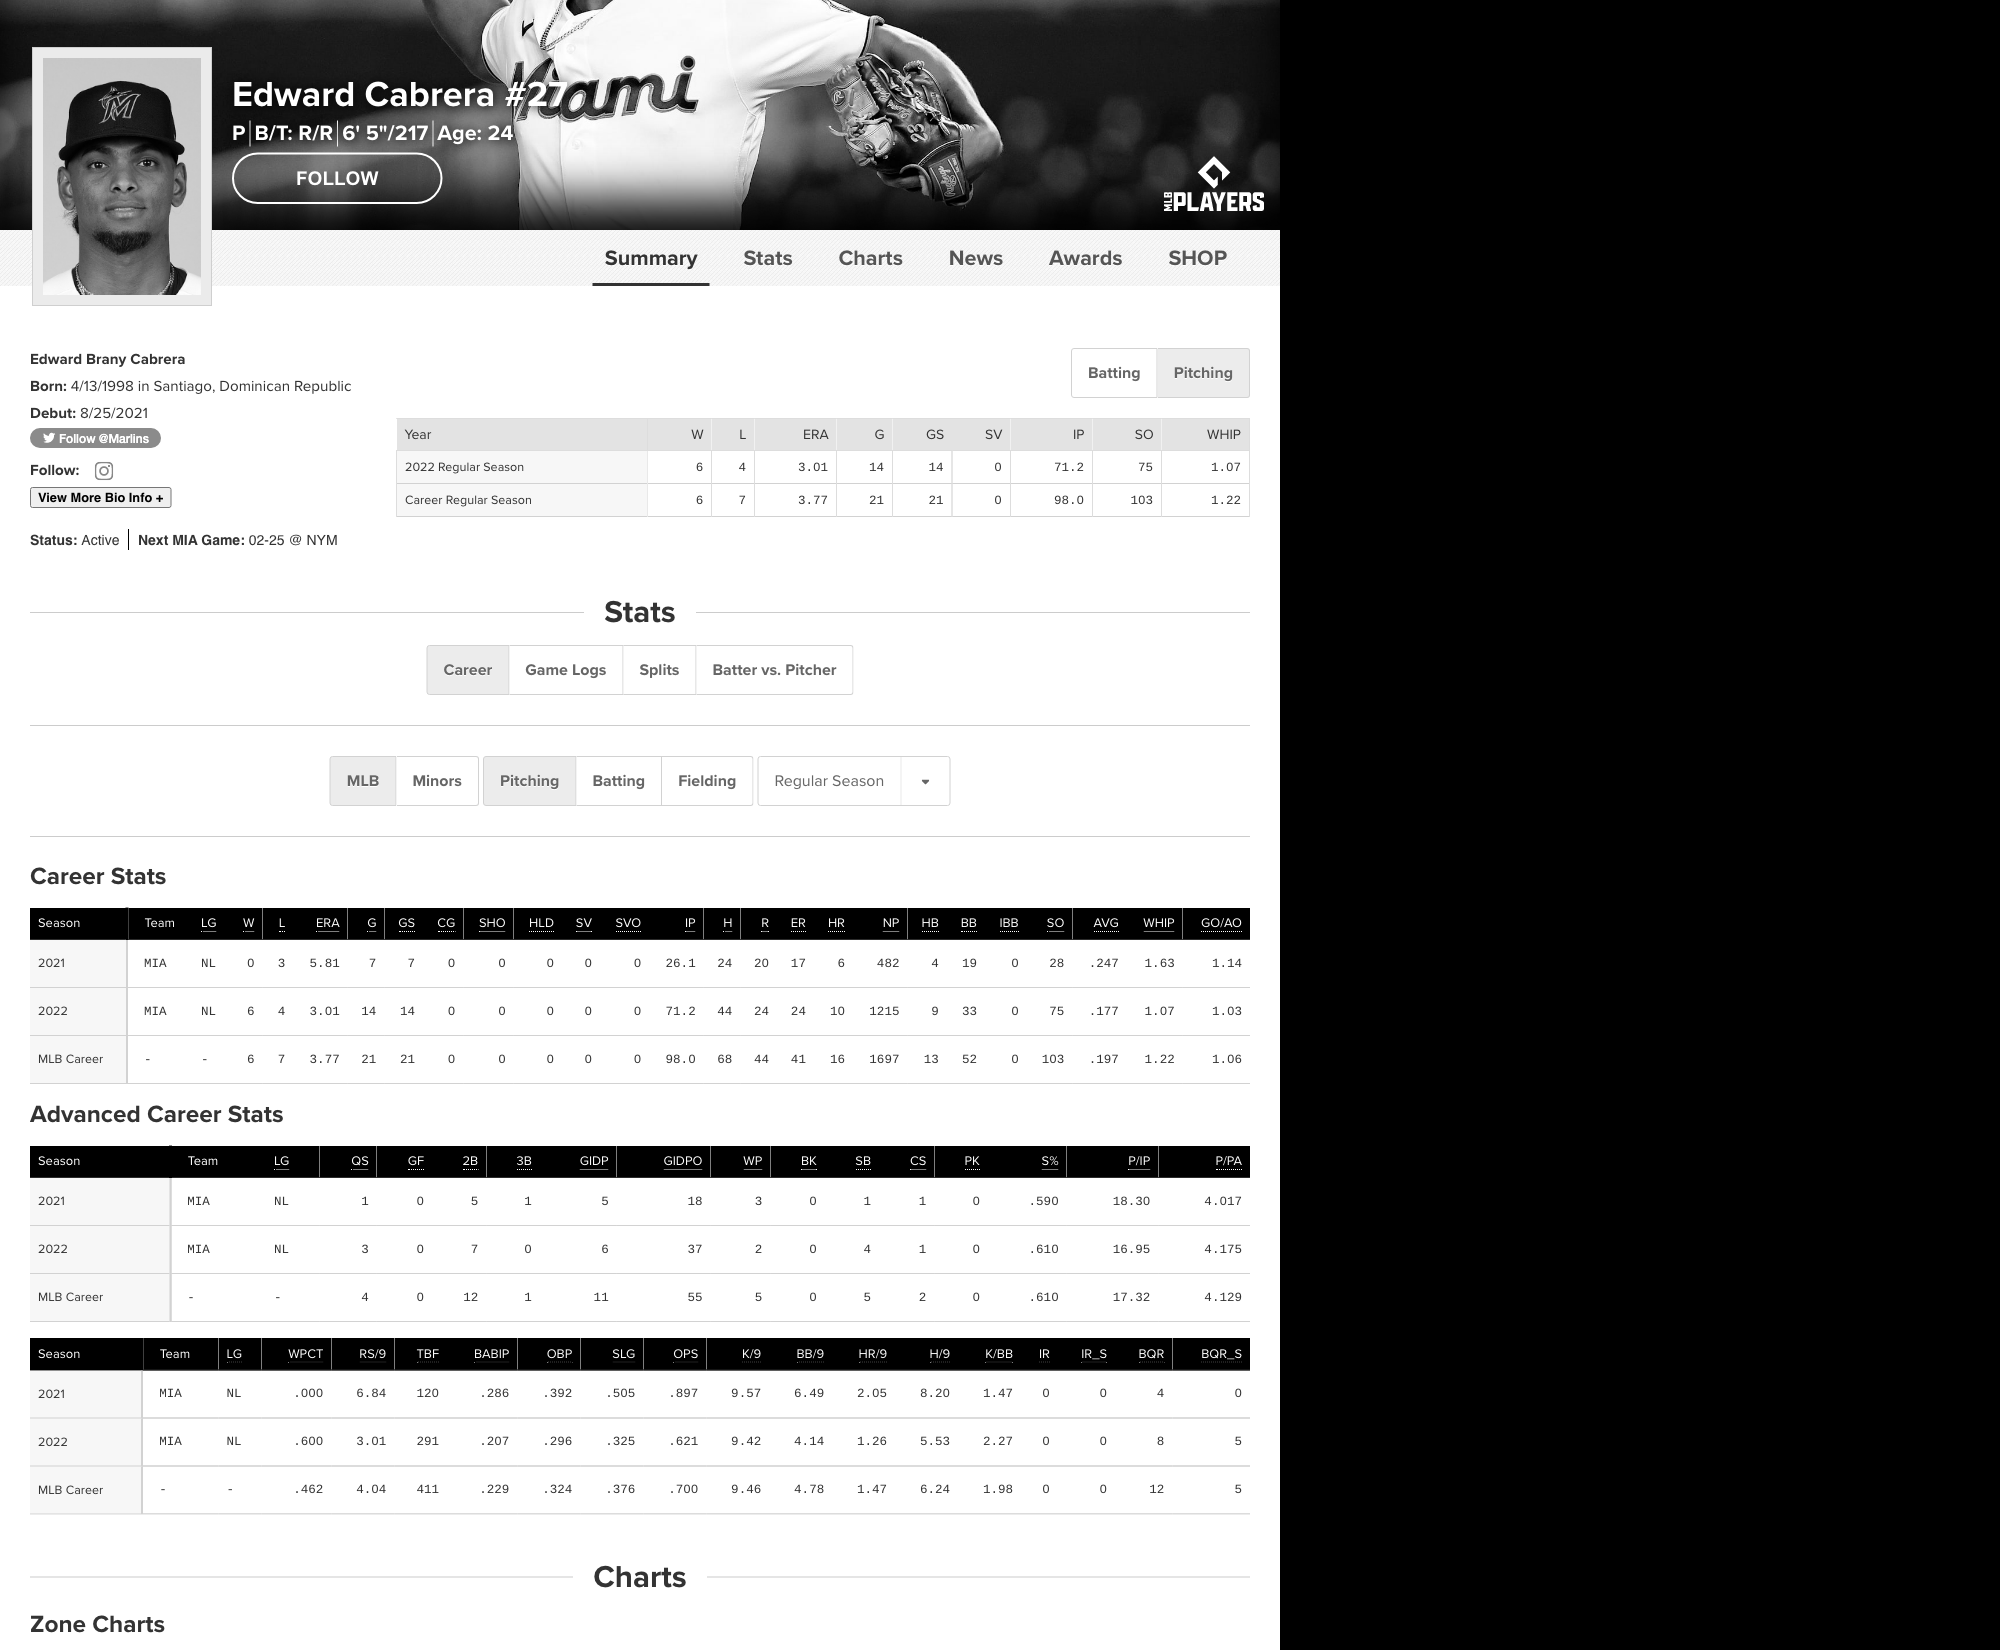 Miami
M
Edward Cabrera #27
P B/T: R/R 6' 5"/217 Age: 24
FOLLOW
MLB PLAYERS
Summary Stats Charts News Awards SHOP
Edward Brany Cabrera
Born: 4/13/1998 in Santiago, Dominican Republic
Debut: 8/25/2021
Follow @Marlins
Follow:
View More Bio Info +
Status: Active Next MIA Game: 02-25 @ NYM
Batting Pitching
Year W L ERA G GS SV IP SO WHIP
2022 Regular Season 6 4 3.01 14 14 0 71.2 75 1.07
Career Regular Season 6 7 3.77 21 21 0 98.0 103 1.22
Stats
Career Game Logs Splits Batter vs. Pitcher
MLB Minors Pitching Batting Fielding Regular Season
Career Stats
Season Team LG W L ERA G GS CG SHO HLD SV SVO IP H R ER HR NP HB BB IBB SO AVG WHIP GO/AO
2021 MIA NL 0 3 5.81 7 7 0 0 0 0 0 26.1 24 20 17 6 482 4 19 0 28 .247 1.63 1.14
2022 MIA NL 6 4 3.01 14 14 0 0 0 0 0 71.2 44 24 24 10 1215 9 33 0 75 .177 1.07 1.03
MLB Career - - 6 7 3.77 21 21 0 0 0 0 0 98.0 68 44 41 16 1697 13 52 0 103 .197 1.22 1.06
Advanced Career Stats
Season Team LG QS GF 2B 3B GIDP GIDPO WP BK SB CS PK S% P/IP P/PA
2021 MIA NL 1 0 5 1 5 18 3 0 1 1 0 .590 18.30 4.017
2022 MIA NL 3 0 7 0 6 37 2 0 4 1 0 .610 16.95 4.175
MLB Career - - 4 0 12 1 11 55 5 0 5 2 0 .610 17.32 4.129
Season Team LG WPCT RS/9 TBF BABIP OBP SLG OPS K/9 BB/9 HR/9 H/9 K/BB IR IR_S BQR BQR_S
2021 MIA NL .000 6.84 120 .286 .392 .505 .897 9.57 6.49 2.05 8.20 1.47 0 0 4 0
2022 MIA NL .600 3.01 291 .207 .296 .325 .621 9.42 4.14 1.26 5.53 2.27 0 0 8 5
MLB Career - - .462 4.04 411 .229 .324 .376 .700 9.46 4.78 1.47 6.24 1.98 0 0 12 5
Charts
Zone Charts